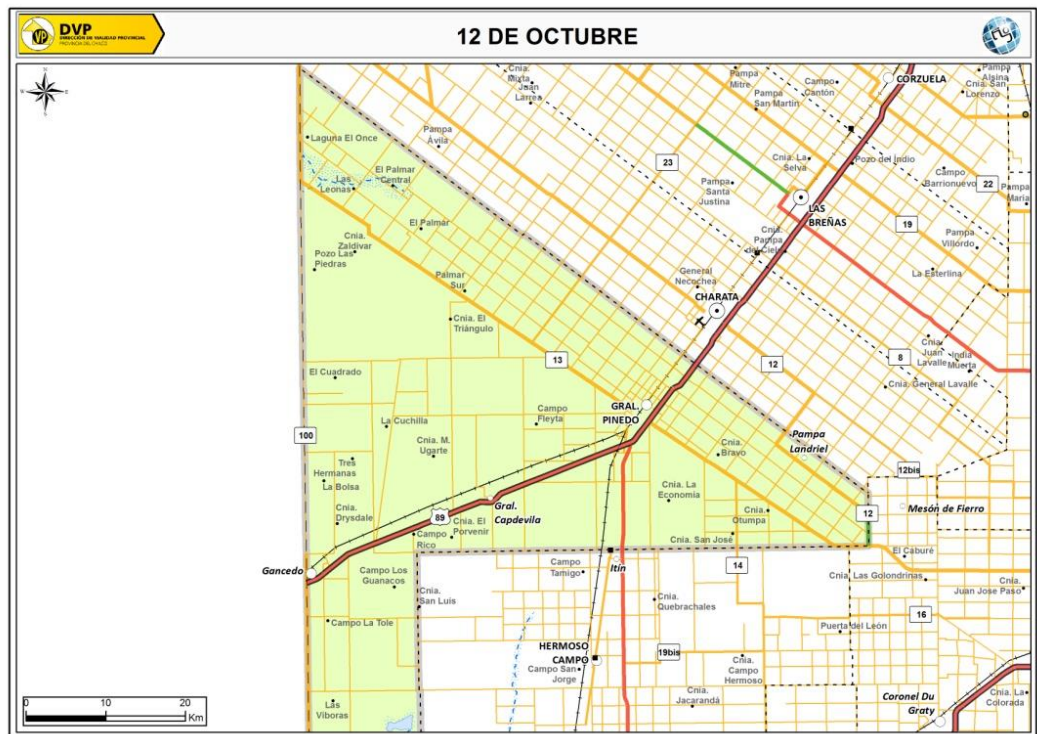 DVP
DIRECCIÓN DE VIALIDAD PROVINCIAL
PROVINCIA DEL CHACO
VP
12 DE OCTUBRE
N
W
E
S
Cnia.
Mixta
Juan
Larrea
Pampa
Mitre
Campo
Cantón
Pampa
San Martín
CORZUELA
Pampa
Alsina
Cnia. San
Lorenzo
Laguna El Once
Pampa
Ávila
El Palmar
Central
Las
Leonas
23
Cnia. La
Selva
Pozo del Indio
Campo
Barrionuevo
22
Pampa
María
Pampa
Santa
Justina
LAS
BREÑAS
El Palmar
Cnia.
Zaldivar
Pozo Las
Piedras
Cnia.
Pampa
del Cielo
19
Pampa
Villordo
La Esterlina
General
Necochea
Palmar
Sur
CHARATA
Cnia. El
Triángulo
Cnia.
Juan
Lavalle
India
Muerta
13
12
8
El Cuadrado
Cnia. General Lavalle
GRAL.
PINEDO
Campo
Fleyta
La Cuchilla
100
Cnia. M.
Ugarte
Pampa
Landriel
Cnia.
Bravo
Tres
Hermanas
La Bolsa
12bis
Cnia. La
Economía
Gral.
Capdevila
Cnia.
Drysdale
89
Cnia.
Otumpa
12
Mesón de Fierro
Campo
Rico
Cnia. El
Porvenir
Cnia. San José
El Caburé
Gancedo
Campo
Tamigo
Itín
14
Campo Los
Guanacos
Cnia. Las Golondrinas
Cnia.
Juan Jose Paso
Cnia.
San Luis
Cnia.
Quebrachales
16
Campo La Tole
Puerta del León
HERMOSO
CAMPO
19bis
Campo San
Jorge
Cnia.
Campo
Hermoso
Cnia.
Jacarandá
Coronel Du
Graty
Cnia. La
Colorada
Las
Viboras
0 10 20
Km